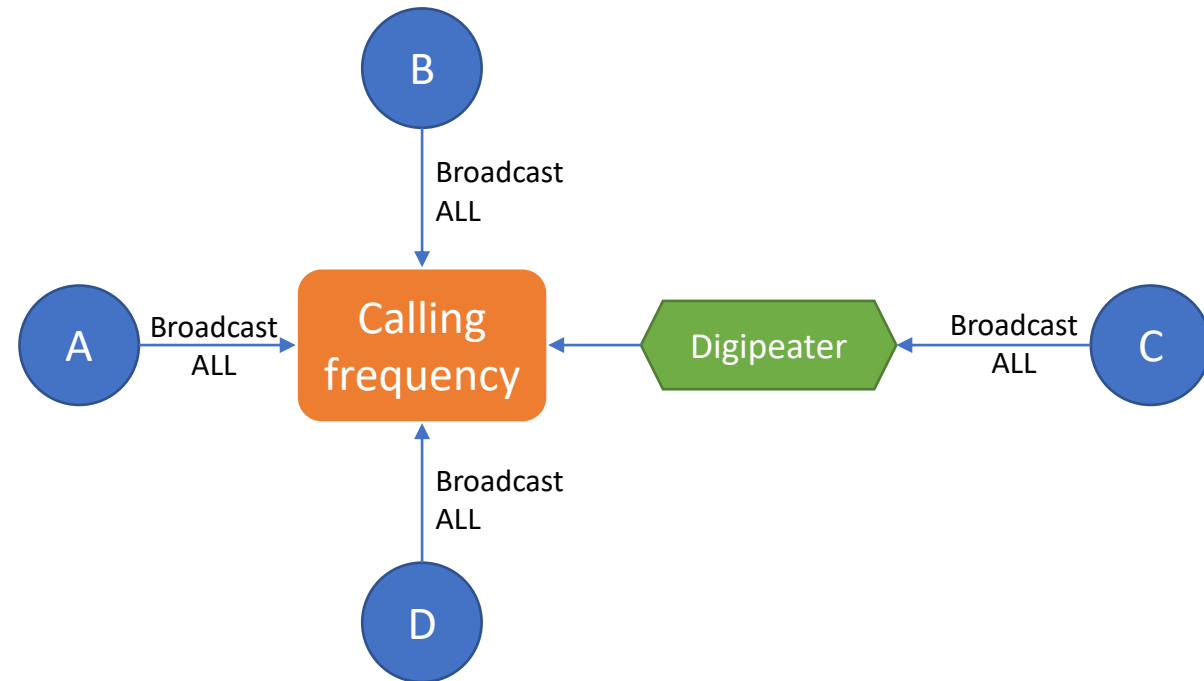 B
Broadcast
ALL
A
Broadcast
ALL
Calling
frequency
Digipeater
Broadcast
ALL
C
Broadcast
ALL
D